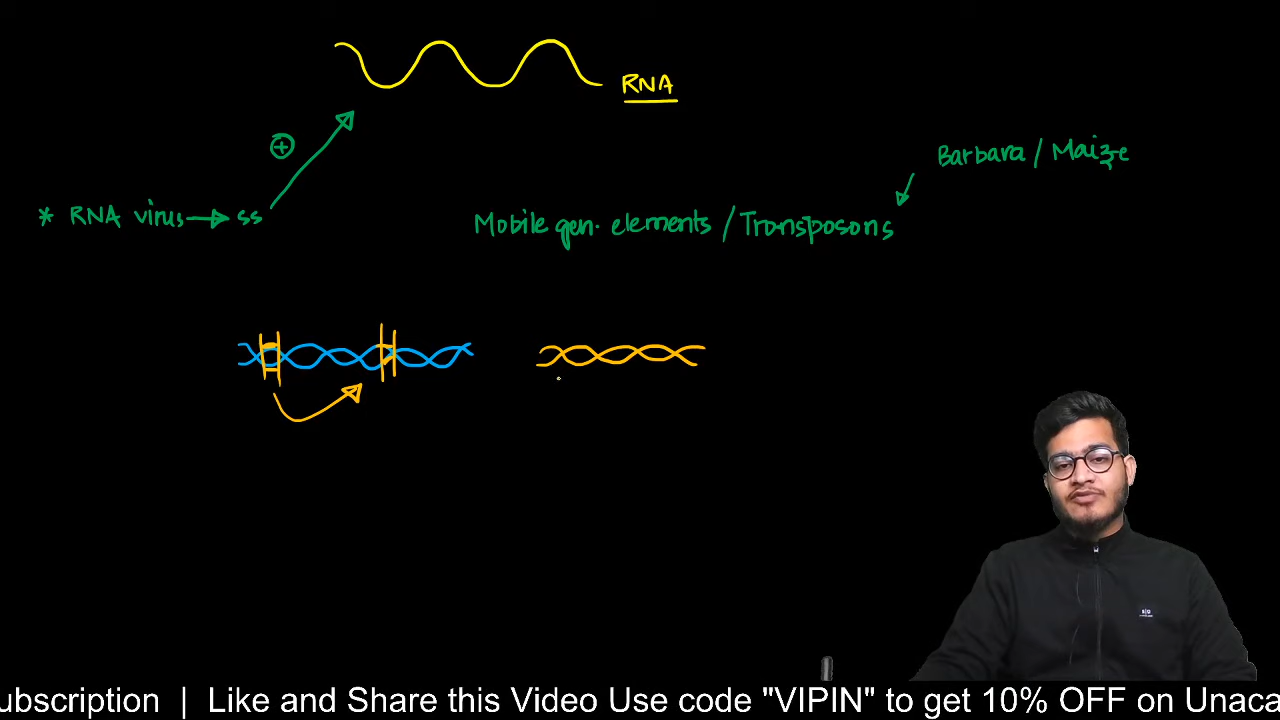 RNA
⊕
Barbara / Maize
* RNA virus → ss
Mobile gen. elements / Transposons
ubscription | Like and Share this Video Use code "VIPIN" to get 10% OFF on Unaca